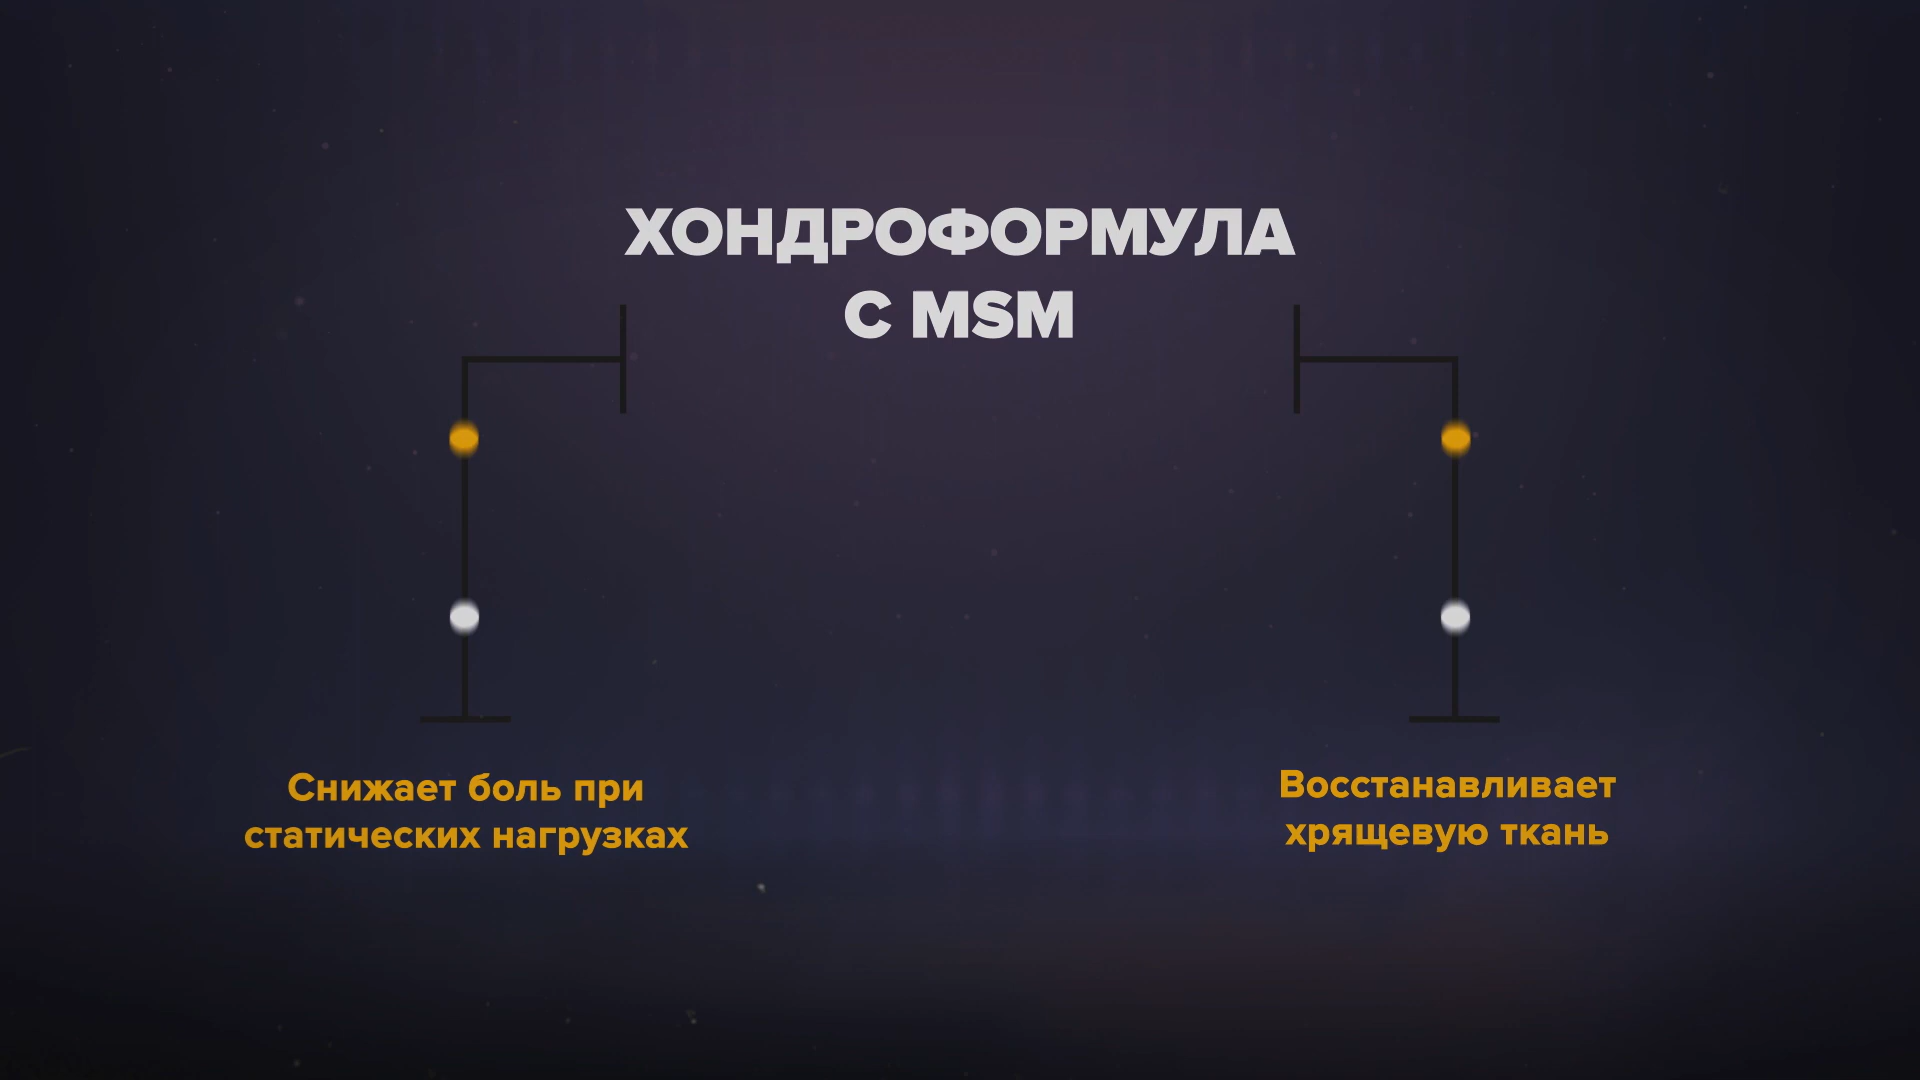 ХОНДРОФОРМУЛА
С MSM
Снижает боль при
статических нагрузках
Восстанавливает
хрящевую ткань